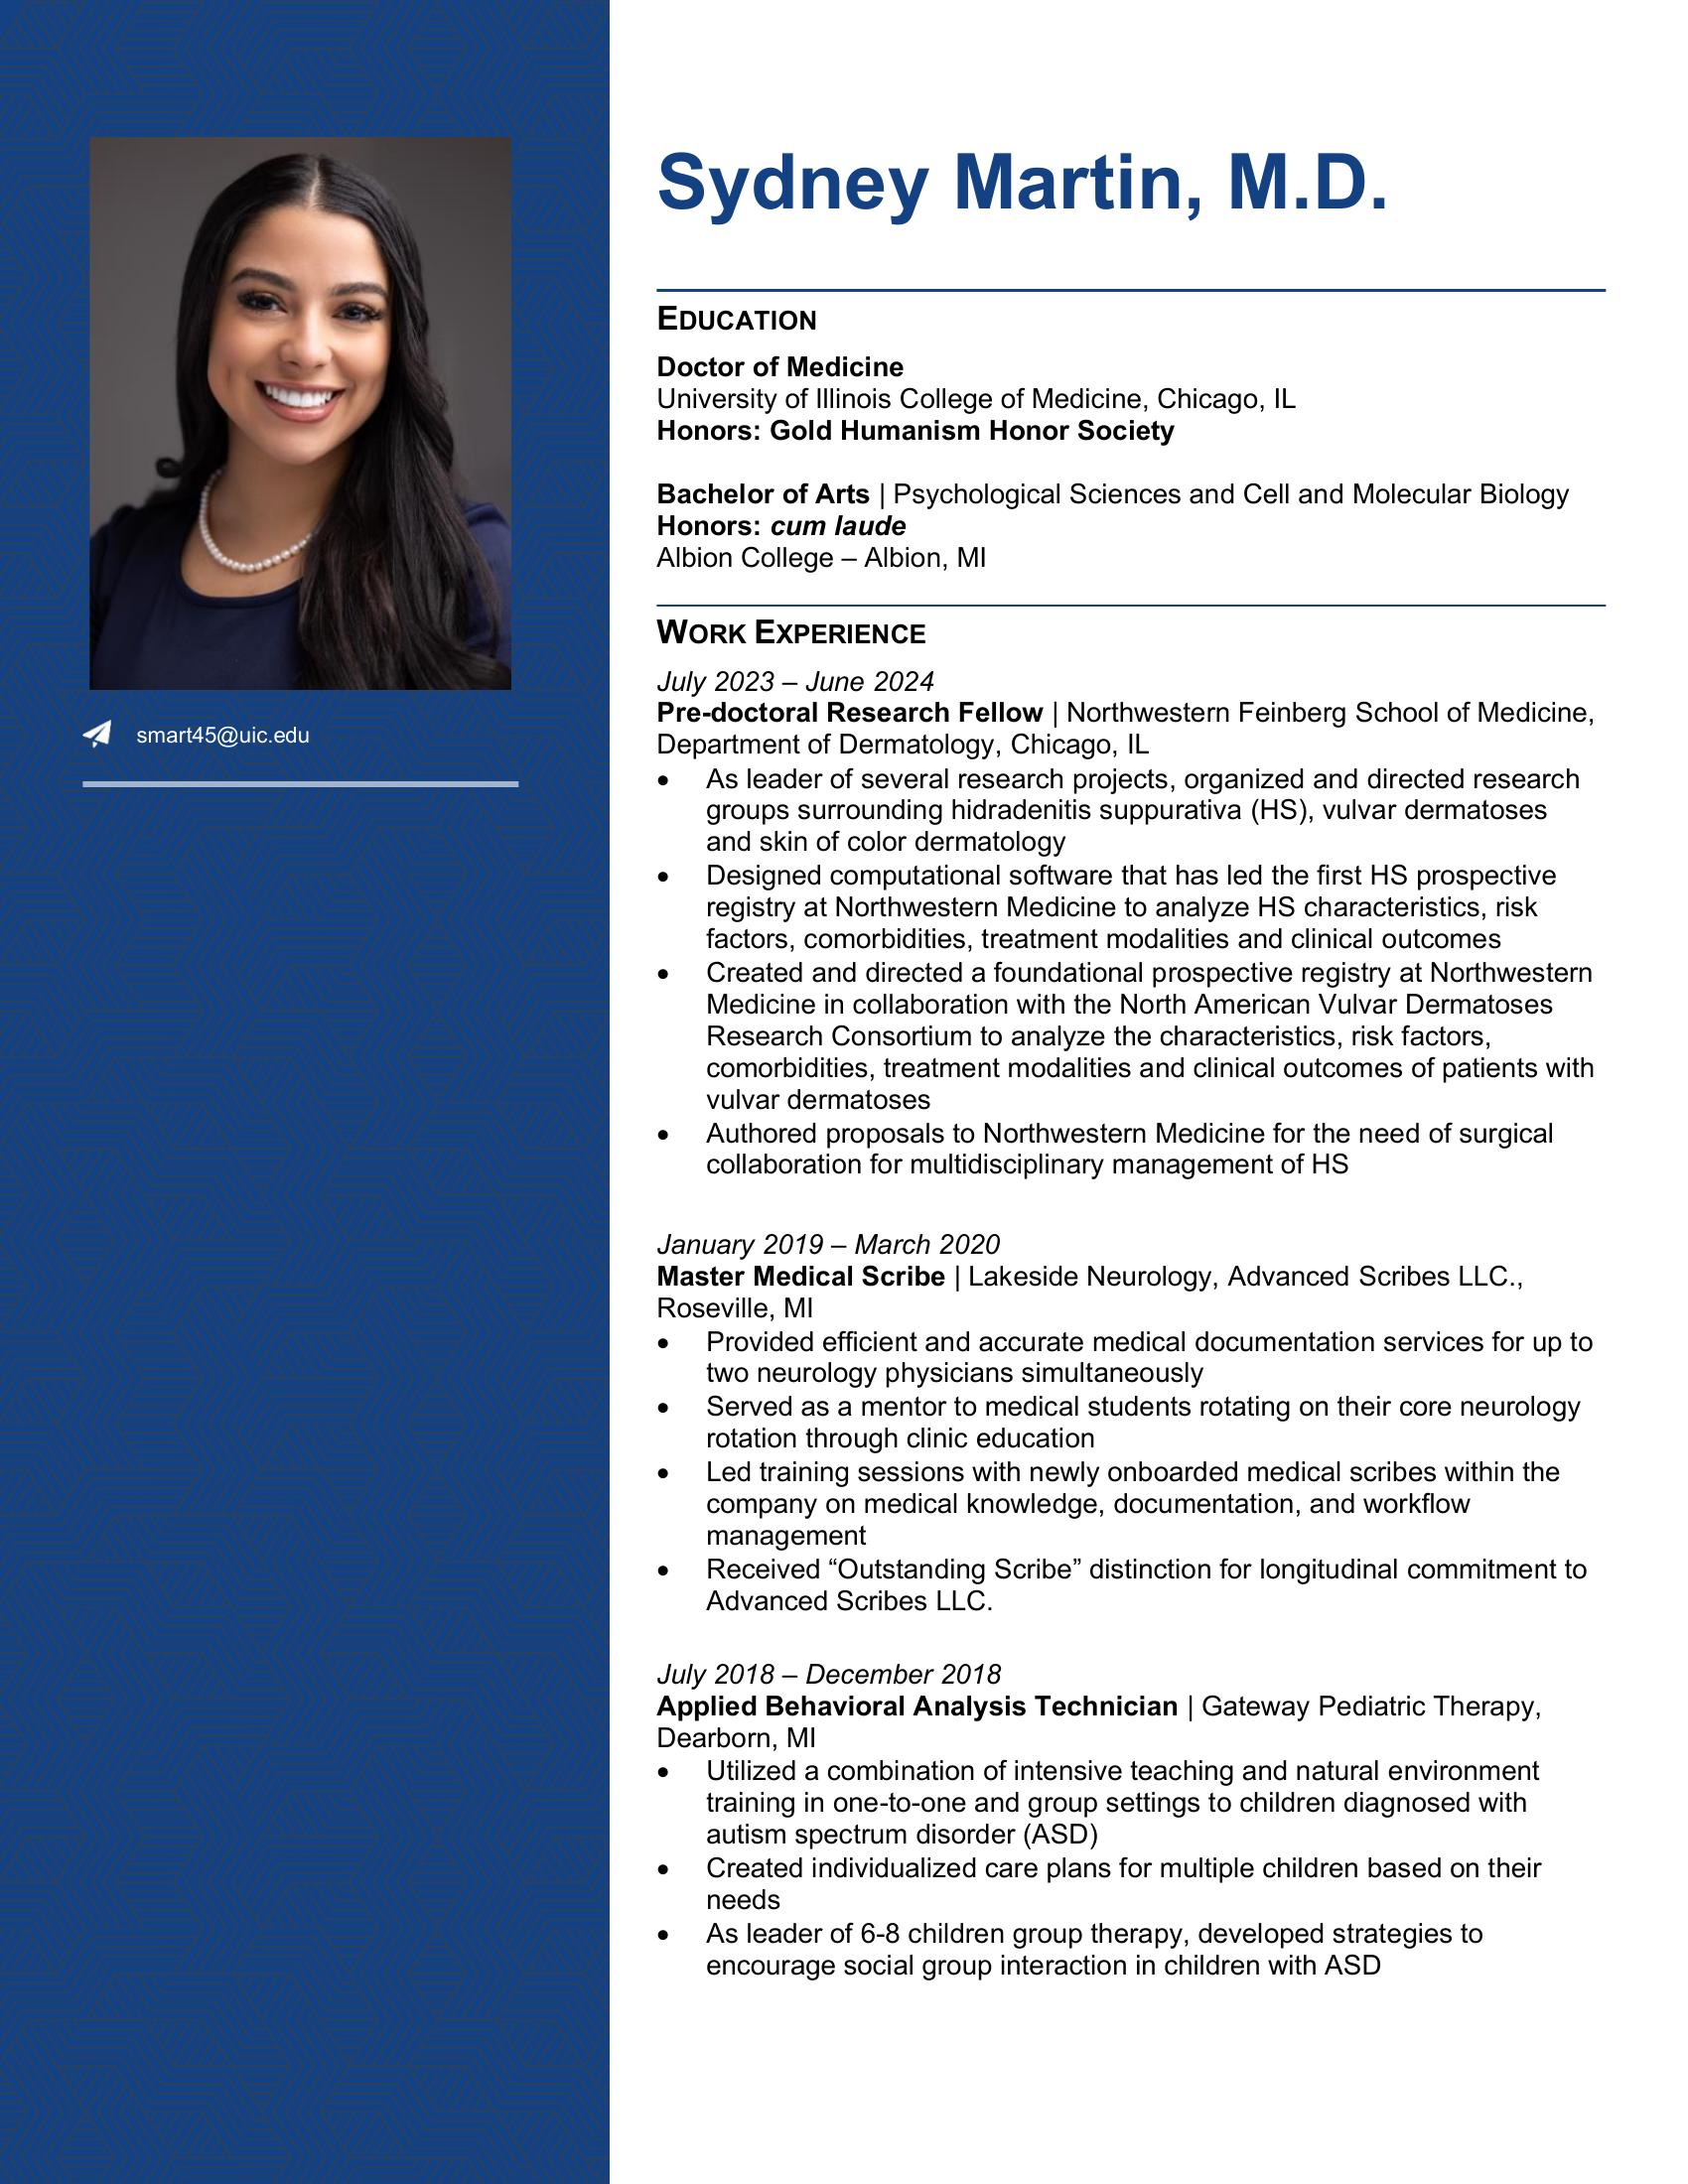 Sydney Martin, M.D.
EDUCATION
Doctor of Medicine
University of Illinois College of Medicine, Chicago, IL
Honors: Gold Humanism Honor Society
Bachelor of Arts | Psychological Sciences and Cell and Molecular Biology
Honors: cum laude
Albion College – Albion, MI
WORK EXPERIENCE
July 2023 – June 2024
Pre-doctoral Research Fellow | Northwestern Feinberg School of Medicine,
Department of Dermatology, Chicago, IL
• As leader of several research projects, organized and directed research
groups surrounding hidradenitis suppurativa (HS), vulvar dermatoses
and skin of color dermatology
• Designed computational software that has led the first HS prospective
registry at Northwestern Medicine to analyze HS characteristics, risk
factors, comorbidities, treatment modalities and clinical outcomes
• Created and directed a foundational prospective registry at Northwestern
Medicine in collaboration with the North American Vulvar Dermatoses
Research Consortium to analyze the characteristics, risk factors,
comorbidities, treatment modalities and clinical outcomes of patients with
vulvar dermatoses
• Authored proposals to Northwestern Medicine for the need of surgical
collaboration for multidisciplinary management of HS
January 2019 – March 2020
Master Medical Scribe | Lakeside Neurology, Advanced Scribes LLC.,
Roseville, MI
• Provided efficient and accurate medical documentation services for up to
two neurology physicians simultaneously
• Served as a mentor to medical students rotating on their core neurology
rotation through clinic education
• Led training sessions with newly onboarded medical scribes within the
company on medical knowledge, documentation, and workflow
management
• Received “Outstanding Scribe” distinction for longitudinal commitment to
Advanced Scribes LLC.
July 2018 – December 2018
Applied Behavioral Analysis Technician | Gateway Pediatric Therapy,
Dearborn, MI
• Utilized a combination of intensive teaching and natural environment
training in one-to-one and group settings to children diagnosed with
autism spectrum disorder (ASD)
• Created individualized care plans for multiple children based on their
needs
• As leader of 6-8 children group therapy, developed strategies to
encourage social group interaction in children with ASD
smart45@uic.edu